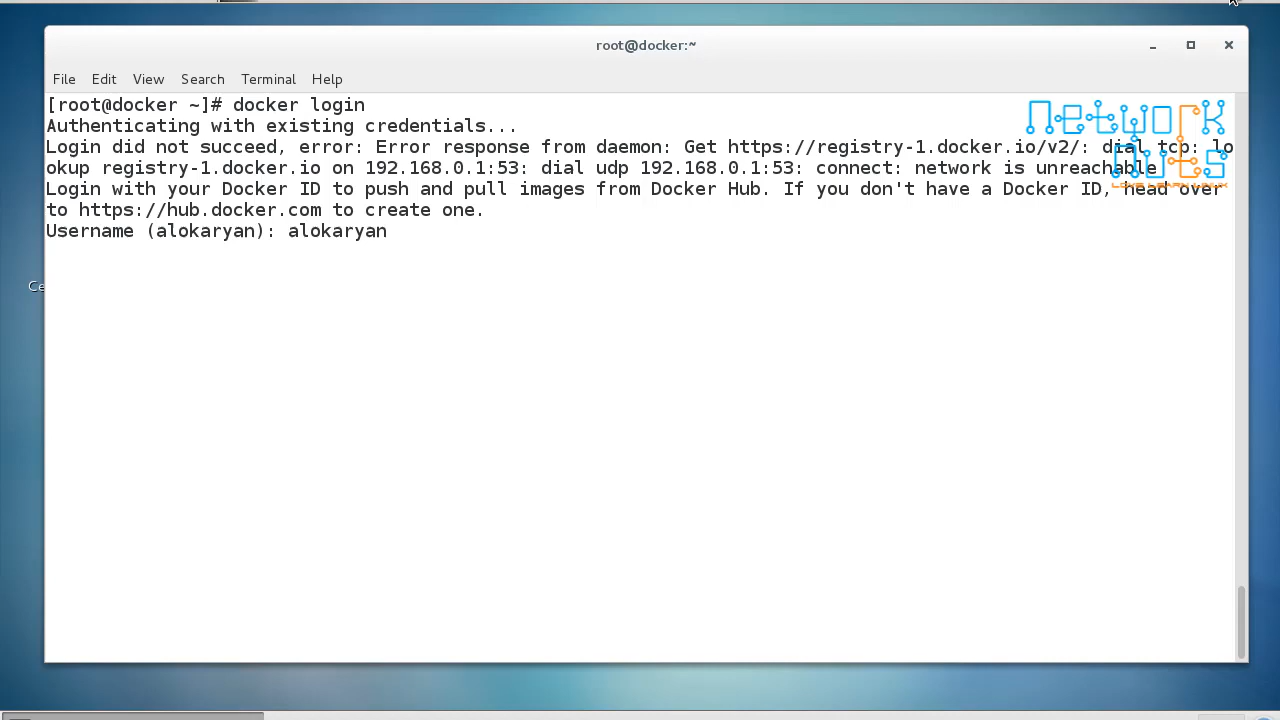 root@docker:~
File Edit View Search Terminal Help
[root@docker ~]# docker login
Authenticating with existing credentials...
Login did not succeed, error: Error response from daemon: Get https://registry-1.docker.io/v2/: dial tcp: lo
okup registry-1.docker.io on 192.168.0.1:53: dial udp 192.168.0.1:53: connect: network is unreachable
Login with your Docker ID to push and pull images from Docker Hub. If you don't have a Docker ID, head over
to https://hub.docker.com to create one.
Username (alokaryan): alokaryan
Network
Nuts
LOVE LEARN LINUX
Ce